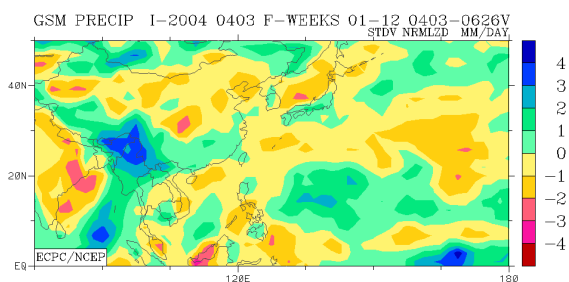 GSM PRECIP I-2004 0403 F-WEEKS 01-12 0403-0626V
STDV NRMLZD MM/DAY
4
40N
3
2
1
0
-1
20N
-2
-3
-4
ECPC/NCEP
EQ
120E
180